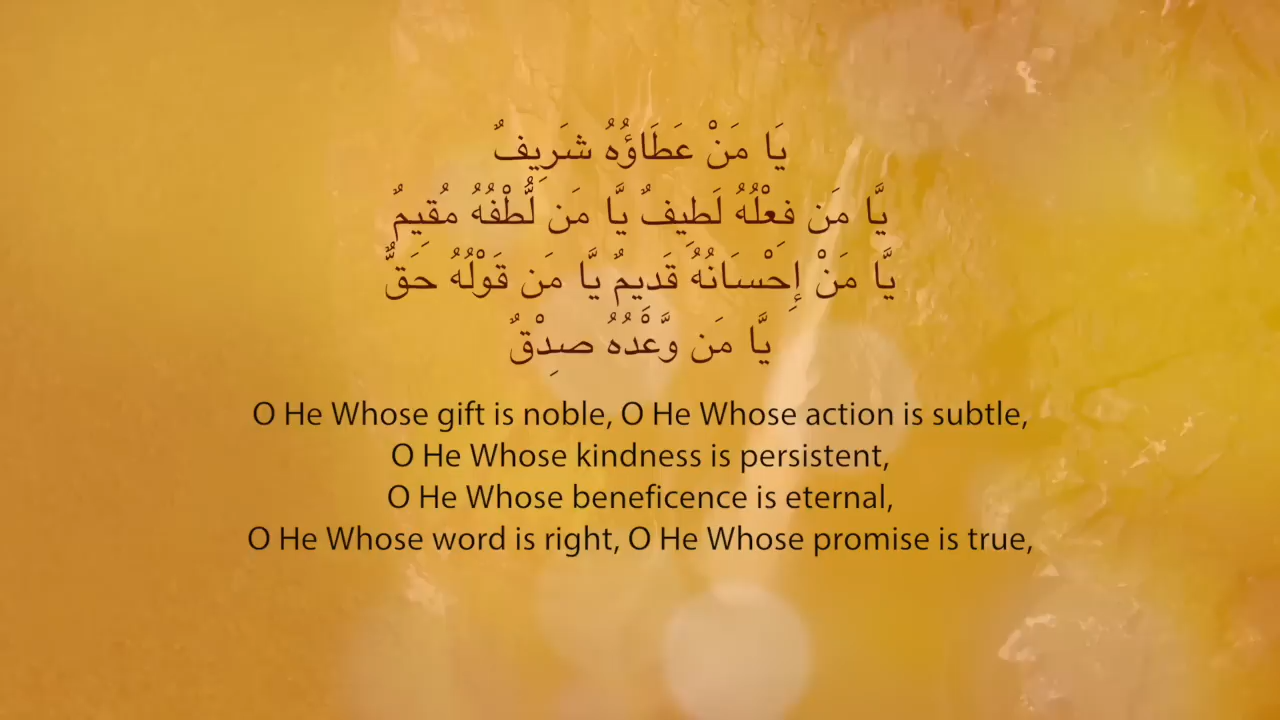 يَا مَنْ عَطَاؤُهُ شَرِيفٌ
يَّا مَن فِعْلُهُ لَطِيفٌ يَّا مَن لُّطْفُهُ مُقِيمٌ
يَّا مَنْ إِحْسَانُهُ قَدِيمٌ يَّا مَن قَوْلُهُ حَقٌّ
يَّا مَن وَّعْدُهُ صِدْقٌ
O He Whose gift is noble, O He Whose action is subtle,
O He Whose kindness is persistent,
O He Whose beneficence is eternal,
O He Whose word is right, O He Whose promise is true,